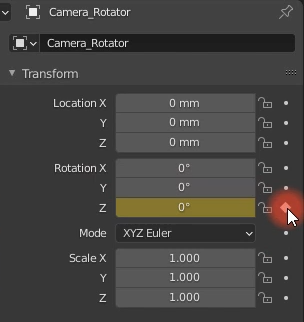 Camera_Rotator
Camera_Rotator
Transform
Location X 0 mm
Y 0 mm
Z 0 mm
Rotation X 0°
Y 0°
Z 0°
Mode XYZ Euler
Scale X 1.000
Y 1.000
Z 1.000